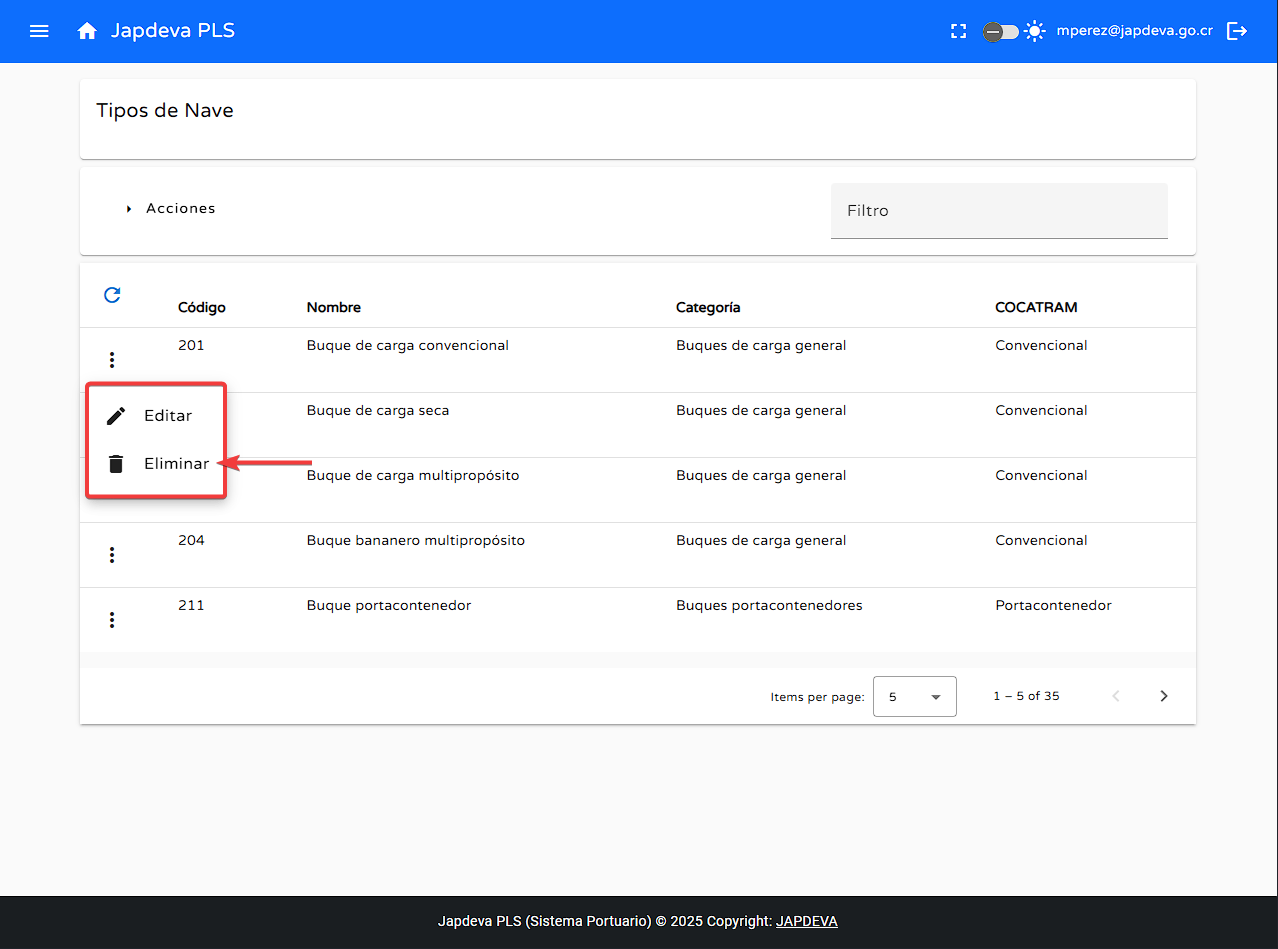 Japdeva PLS
mperez@japdeva.go.cr
Tipos de Nave
Acciones
Filtro
Código Nombre Categoría COCATRAM
201 Buque de carga convencional Buques de carga general Convencional
Editar
Buque de carga seca Buques de carga general Convencional
Eliminar
Buque de carga multipropósito Buques de carga general Convencional
204 Buque bananero multipropósito Buques de carga general Convencional
211 Buque portacontenedor Buques portacontenedores Portacontenedor
Items per page: 5 1 – 5 of 35
Japdeva PLS (Sistema Portuario) © 2025 Copyright: JAPDEVA